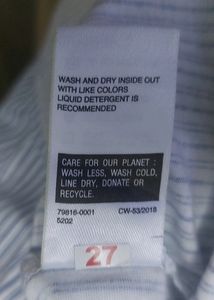 WASH AND DRY INSIDE OUT
WITH LIKE COLORS
LIQUID DETERGENT IS
RECOMMENDED
CARE FOR OUR PLANET :
WASH LESS, WASH COLD,
LINE DRY, DONATE OR
RECYCLE.
79816-0001 CW-53/2018
5202
27